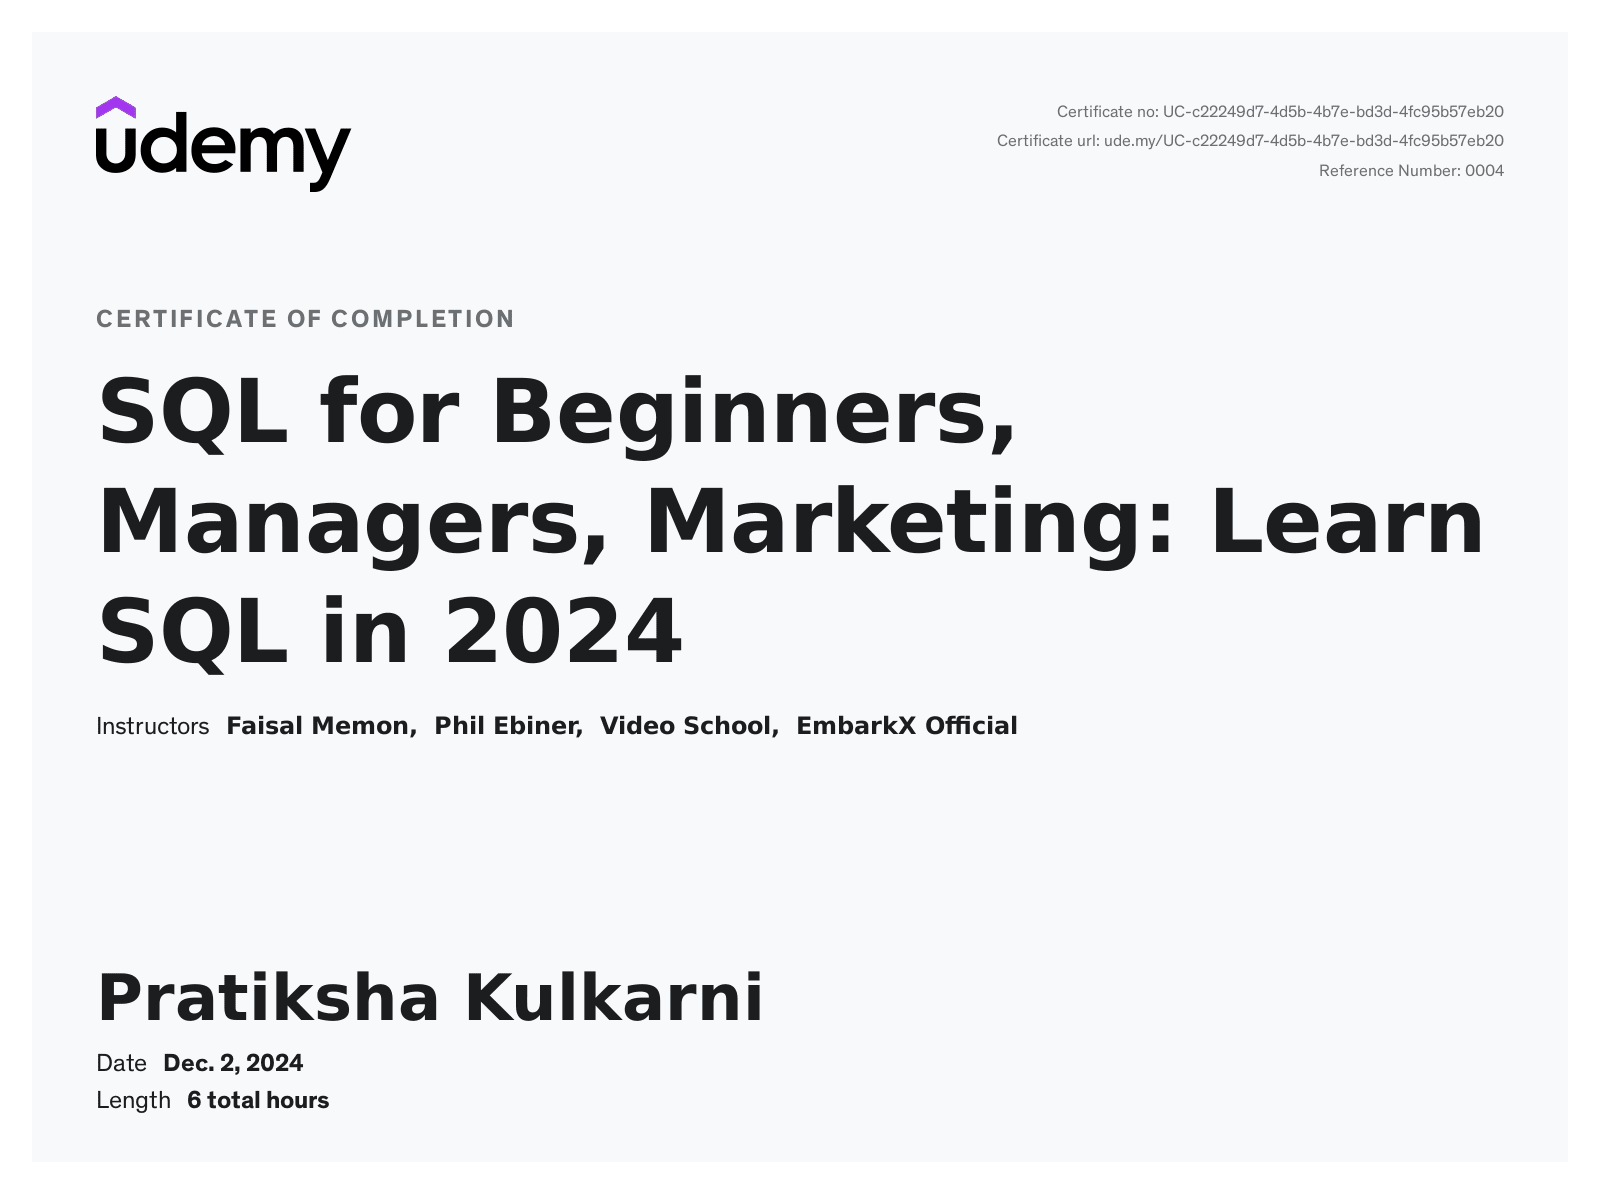 udemy
Certificate no: UC-c22249d7-4d5b-4b7e-bd3d-4fc95b57eb20
Certificate url: ude.my/UC-c22249d7-4d5b-4b7e-bd3d-4fc95b57eb20
Reference Number: 0004
CERTIFICATE OF COMPLETION
SQL for Beginners,
Managers, Marketing: Learn
SQL in 2024
Instructors Faisal Memon, Phil Ebiner, Video School, EmbarkX Official
Pratiksha Kulkarni
Date Dec. 2, 2024
Length 6 total hours